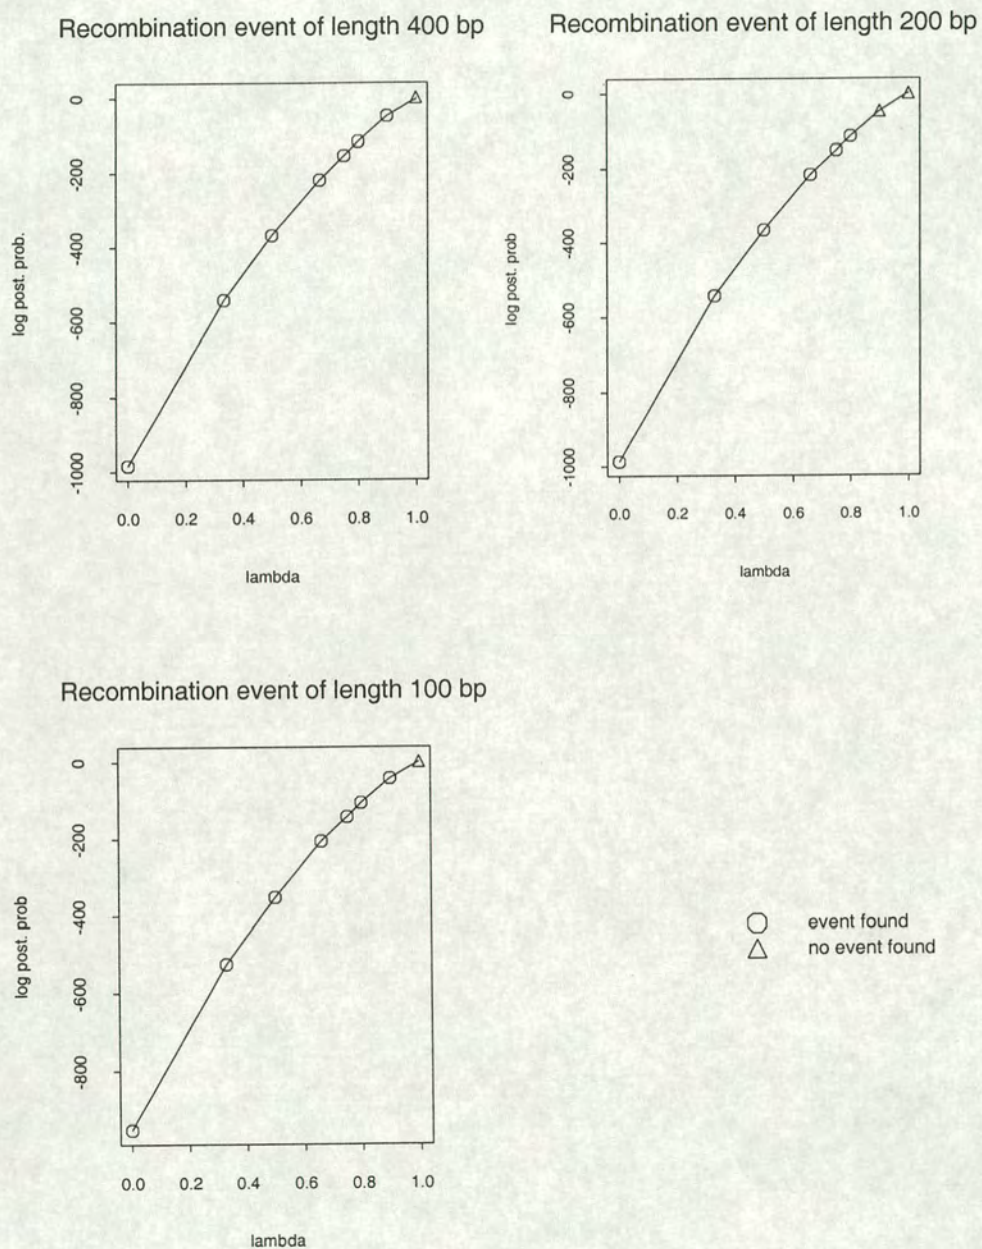 Recombination event of length 400 bp
0
-200
-400
-600
-800
-1000
log post. prob.
0.0 0.2 0.4 0.6 0.8 1.0
lambda
Recombination event of length 200 bp
0
-200
-400
-600
-800
-1000
log post. prob
0.0 0.2 0.4 0.6 0.8 1.0
lambda
Recombination event of length 100 bp
0
-200
-400
-600
-800
log post. prob
0.0 0.2 0.4 0.6 0.8 1.0
lambda
event found
no event found